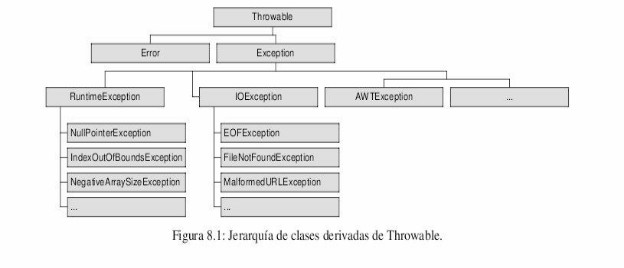 Throwable
Error
Exception
RuntimeException
IOException
AWTException
...
NullPointerException
EOFException
IndexOutOfBoundsException
FileNotFoundException
NegativeArraySizeException
MalformedURLException
...
...
Figura 8.1: Jerarquía de clases derivadas de Throwable.